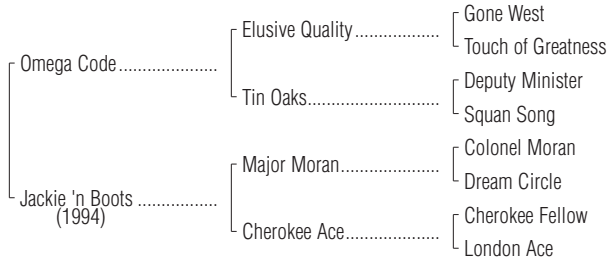 Gone West
Elusive Quality..................
Touch of Greatness
Omega Code.....................
Deputy Minister
Tin Oaks............................
Squan Song
Colonel Moran
Major Moran.....................
Dream Circle
Jackie 'n Boots .................
(1994)
Cherokee Fellow
Cherokee Ace....................
London Ace